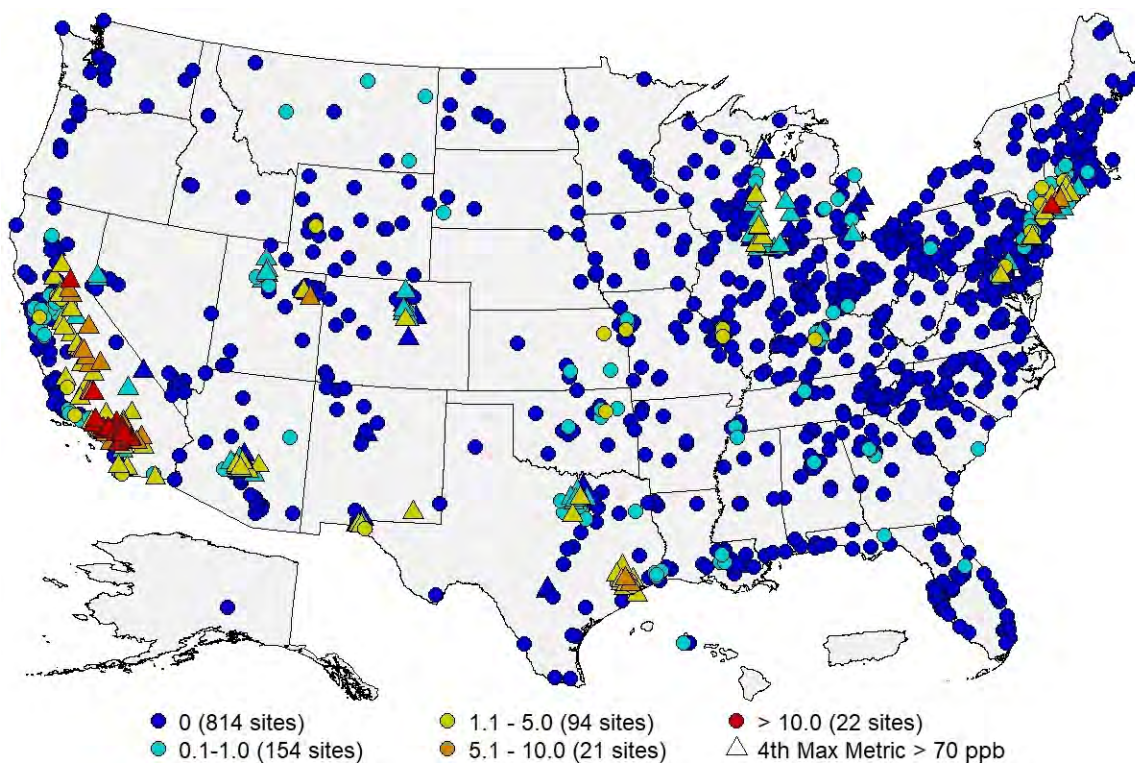 0 (814 sites)
1.1 - 5.0 (94 sites)
> 10.0 (22 sites)
0.1-1.0 (154 sites)
5.1 - 10.0 (21 sites)
4th Max Metric > 70 ppb